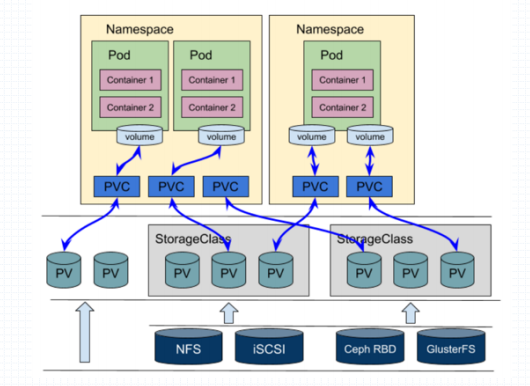 Namespace
Namespace
Pod
Pod
Pod
Container 1
Container 1
Container 1
Container 2
Container 2
Container 2
volume
volume
volume
volume
PVC
PVC
PVC
PVC
PVC
StorageClass
StorageClass
PV
PV
PV
PV
PV
PV
PV
PV
NFS
iSCSI
Ceph RBD
GlusterFS